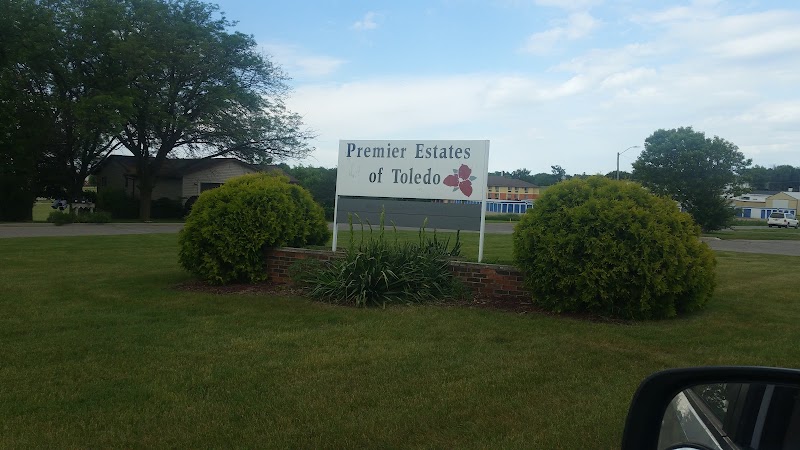 Premier Estates
of Toledo